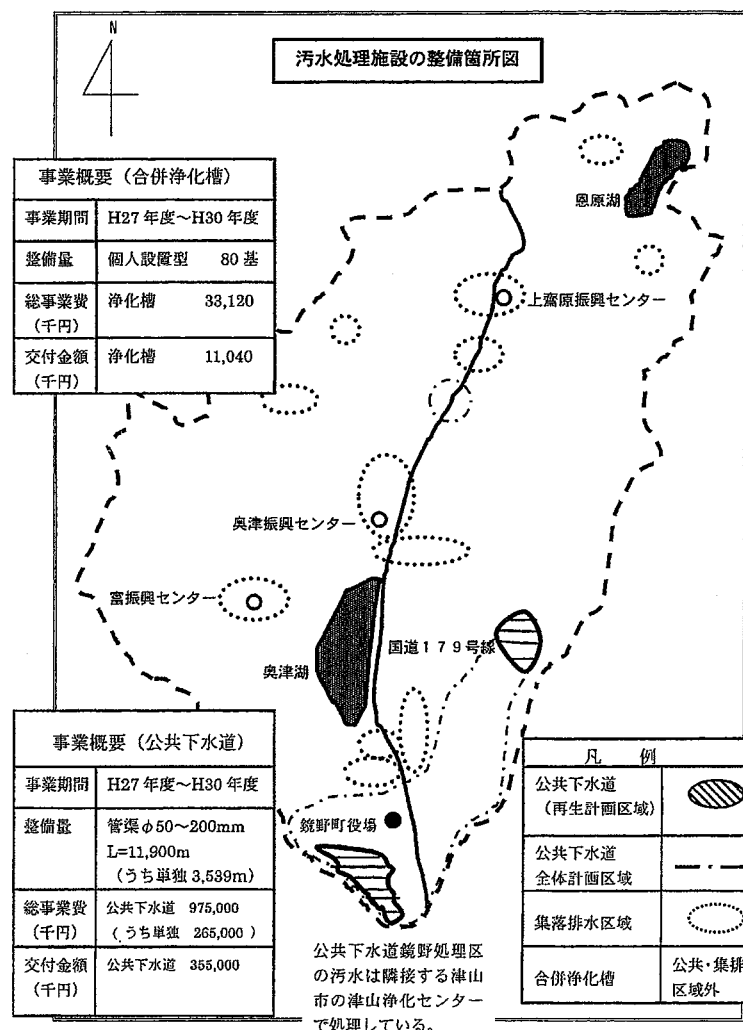 N
汚水処理施設の整備箇所図
事業概要（合併浄化槽）
事業期間 H27年度～H30年度
整備量 個人設置型 80基
総事業費 浄化槽 33,120
（千円）
交付金額 浄化槽 11,040
（千円）
恩原湖
上齋原振興センター
奥津振興センター
富振興センター
奥津湖
国道１７９号線
鏡野町役場
事業概要（公共下水道）
事業期間 H27年度～H30年度
整備量 管渠φ50～200mm
L=11,900m
（うち単独 3,539m）
総事業費 公共下水道 975,000
（千円） （うち単独 265,000）
交付金額 公共下水道 355,000
（千円）
公共下水道鏡野処理区
の汚水は隣接する津山
市の津山浄化センター
で処理している。
凡 例
公共下水道
（再生計画区域）
公共下水道
全体計画区域
集落排水区域
合併浄化槽 公共・集排
区域外